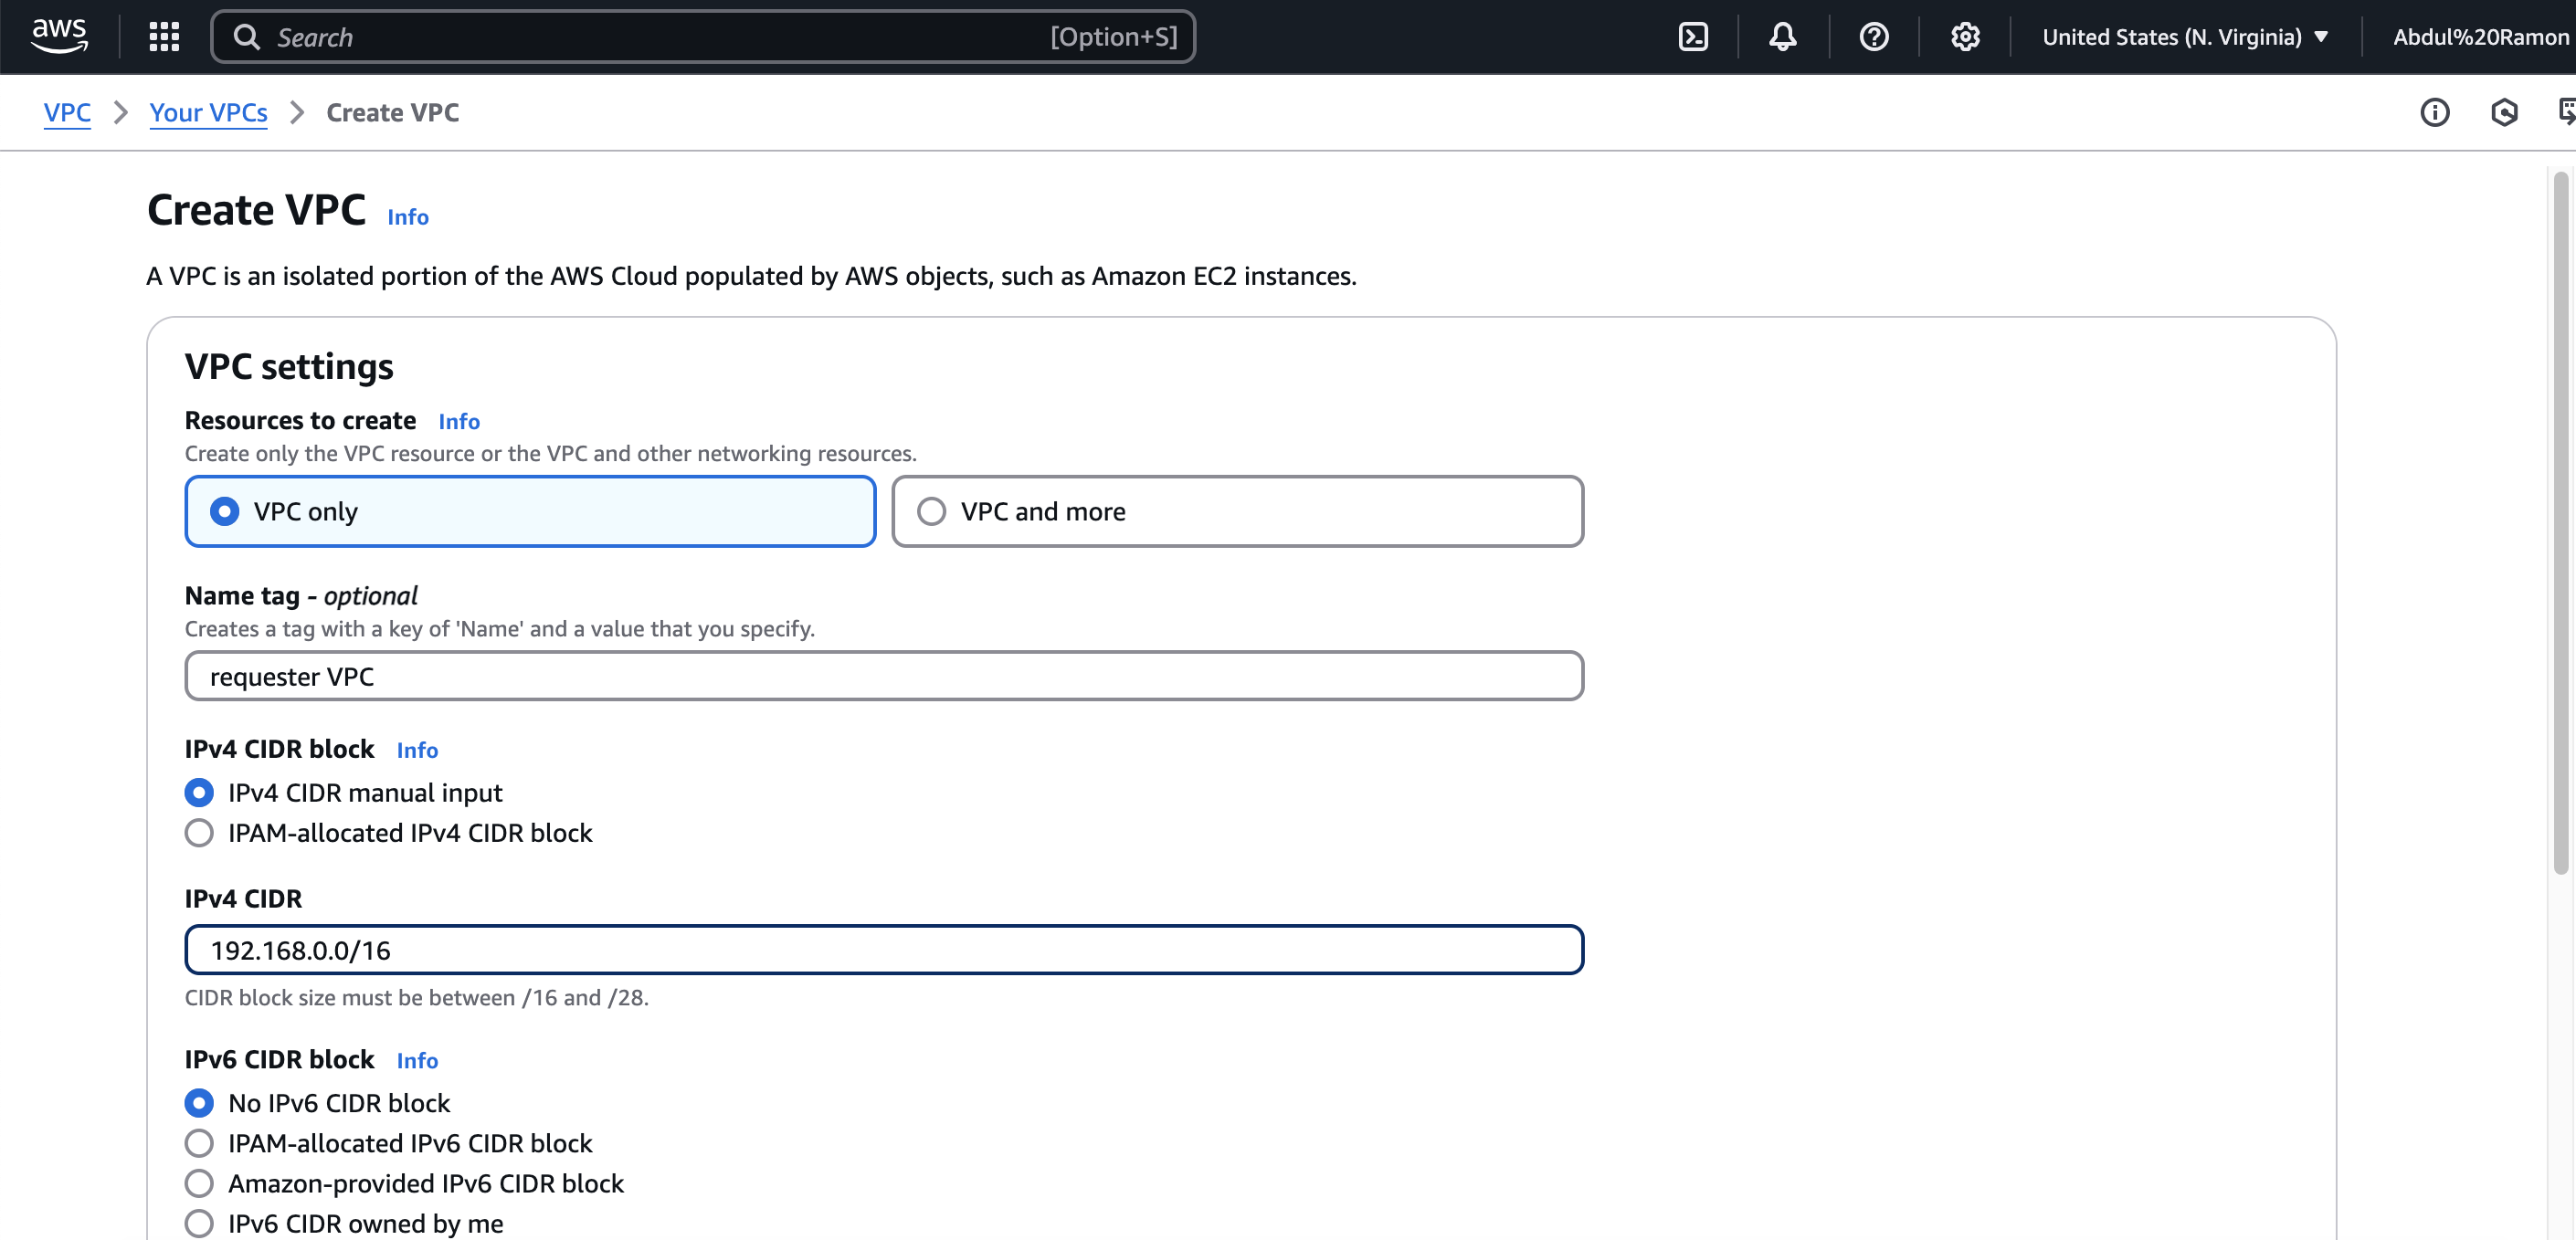 aws
Search [Option+S]
United States (N. Virginia)
Abdul%20Ramon
VPC
Your VPCs
Create VPC
Create VPC Info
A VPC is an isolated portion of the AWS Cloud populated by AWS objects, such as Amazon EC2 instances.
VPC settings
Resources to create Info
Create only the VPC resource or the VPC and other networking resources.
VPC only
VPC and more
Name tag - optional
Creates a tag with a key of 'Name' and a value that you specify.
requester VPC
IPv4 CIDR block Info
IPv4 CIDR manual input
IPAM-allocated IPv4 CIDR block
IPv4 CIDR
192.168.0.0/16
CIDR block size must be between /16 and /28.
IPv6 CIDR block Info
No IPv6 CIDR block
IPAM-allocated IPv6 CIDR block
Amazon-provided IPv6 CIDR block
IPv6 CIDR owned by me